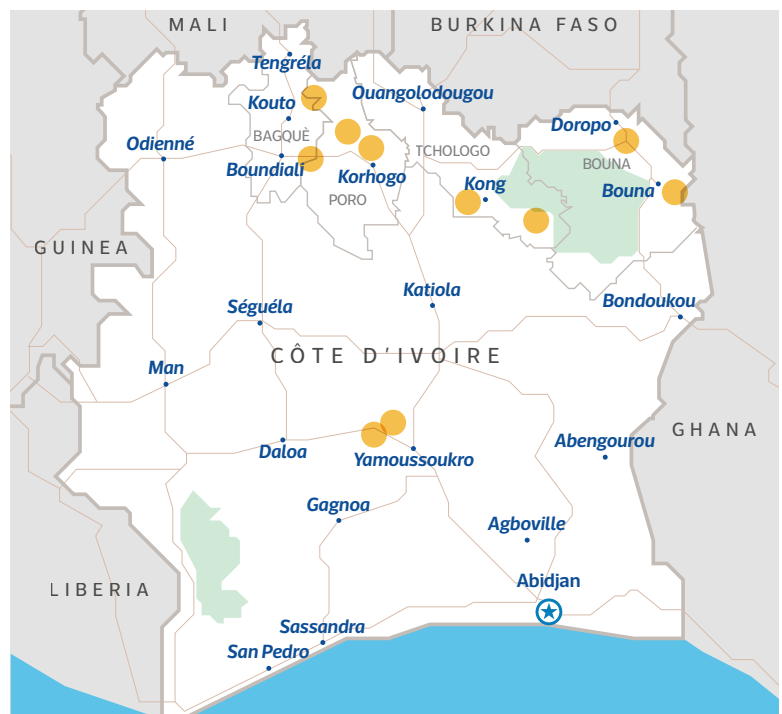 MALI
BURKINA FASO
Tengréla
Kouto
Ouangolodougou
Doropo
BAGQUÈ
Odienné
TCHOLOGO
BOUNA
Boundiali
Korhogo
Kong
Bouna
PORO
GUINEA
Katiola
Bondoukou
Séguéla
CÔTE D'IVOIRE
Man
GHANA
Abengourou
Daloa
Yamoussoukro
Gagnoa
Agboville
Abidjan
LIBERIA
Sassandra
San Pedro